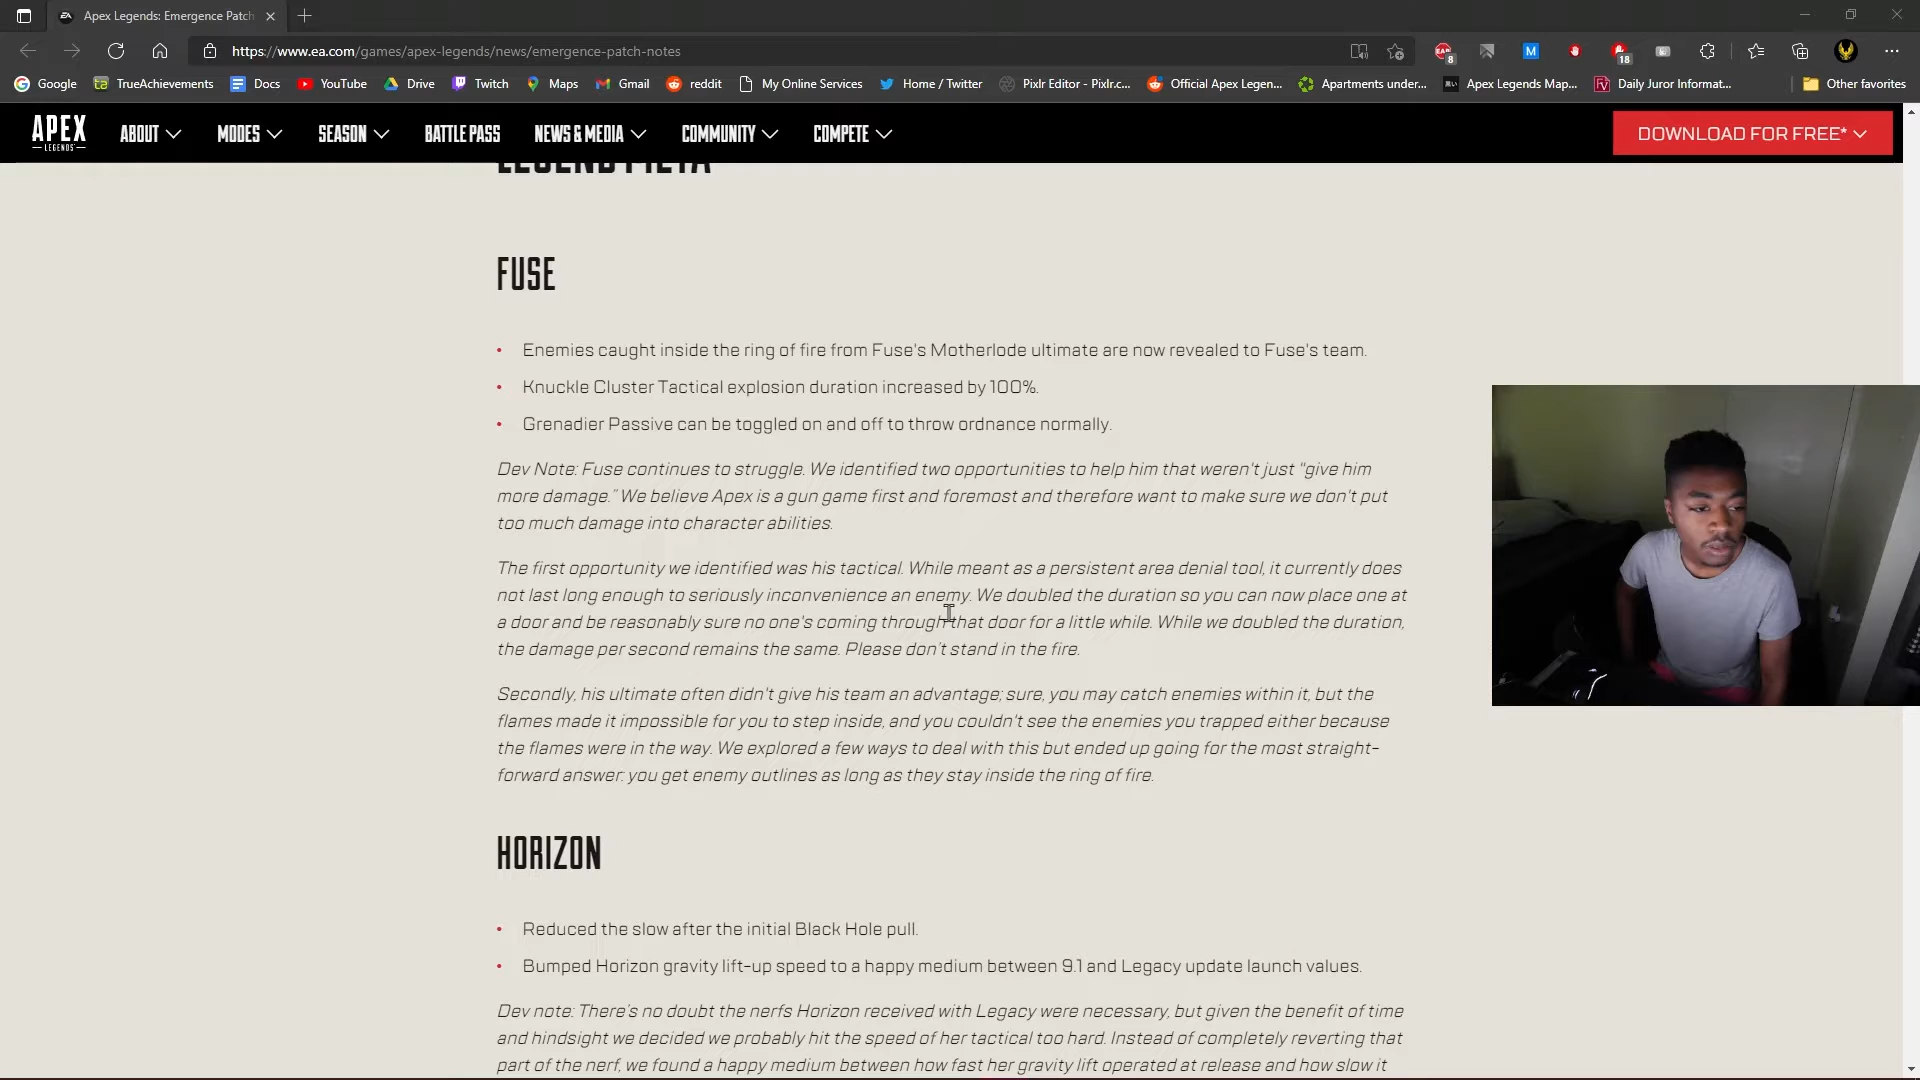 Apex Legends: Emergence Patch
https://www.ea.com/games/apex-legends/news/emergence-patch-notes
8
18
Google
TrueAchievements
Docs
YouTube
Drive
Twitch
Maps
Gmail
reddit
My Online Services
Home / Twitter
Pixlr Editor - Pixlr.c...
Official Apex Legen...
Apartments under...
Apex Legends Map...
Daily Juror Informat...
Other favorites
APEX
LEGENDS
ABOUT
MODES
SEASON
BATTLE PASS
NEWS & MEDIA
COMMUNITY
COMPETE
DOWNLOAD FOR FREE*
LEGEND META
FUSE
• Enemies caught inside the ring of fire from Fuse's Motherlode ultimate are now revealed to Fuse's team.
• Knuckle Cluster Tactical explosion duration increased by 100%.
• Grenadier Passive can be toggled on and off to throw ordnance normally.
Dev Note: Fuse continues to struggle. We identified two opportunities to help him that weren't just "give him
more damage." We believe Apex is a gun game first and foremost and therefore want to make sure we don't put
too much damage into character abilities.
The first opportunity we identified was his tactical. While meant as a persistent area denial tool, it currently does
not last long enough to seriously inconvenience an enemy. We doubled the duration so you can now place one at
a door and be reasonably sure no one's coming through that door for a little while. While we doubled the duration,
the damage per second remains the same. Please don't stand in the fire.
Secondly, his ultimate often didn't give his team an advantage; sure, you may catch enemies within it, but the
flames made it impossible for you to step inside, and you couldn't see the enemies you trapped either because
the flames were in the way. We explored a few ways to deal with this but ended up going for the most straight-
forward answer: you get enemy outlines as long as they stay inside the ring of fire.
HORIZON
• Reduced the slow after the initial Black Hole pull.
• Bumped Horizon gravity lift-up speed to a happy medium between 9.1 and Legacy update launch values.
Dev note: There's no doubt the nerfs Horizon received with Legacy were necessary, but given the benefit of time
and hindsight we decided we probably hit the speed of her tactical too hard. Instead of completely reverting that
part of the nerf, we found a happy medium between how fast her gravity lift operated at release and how slow it